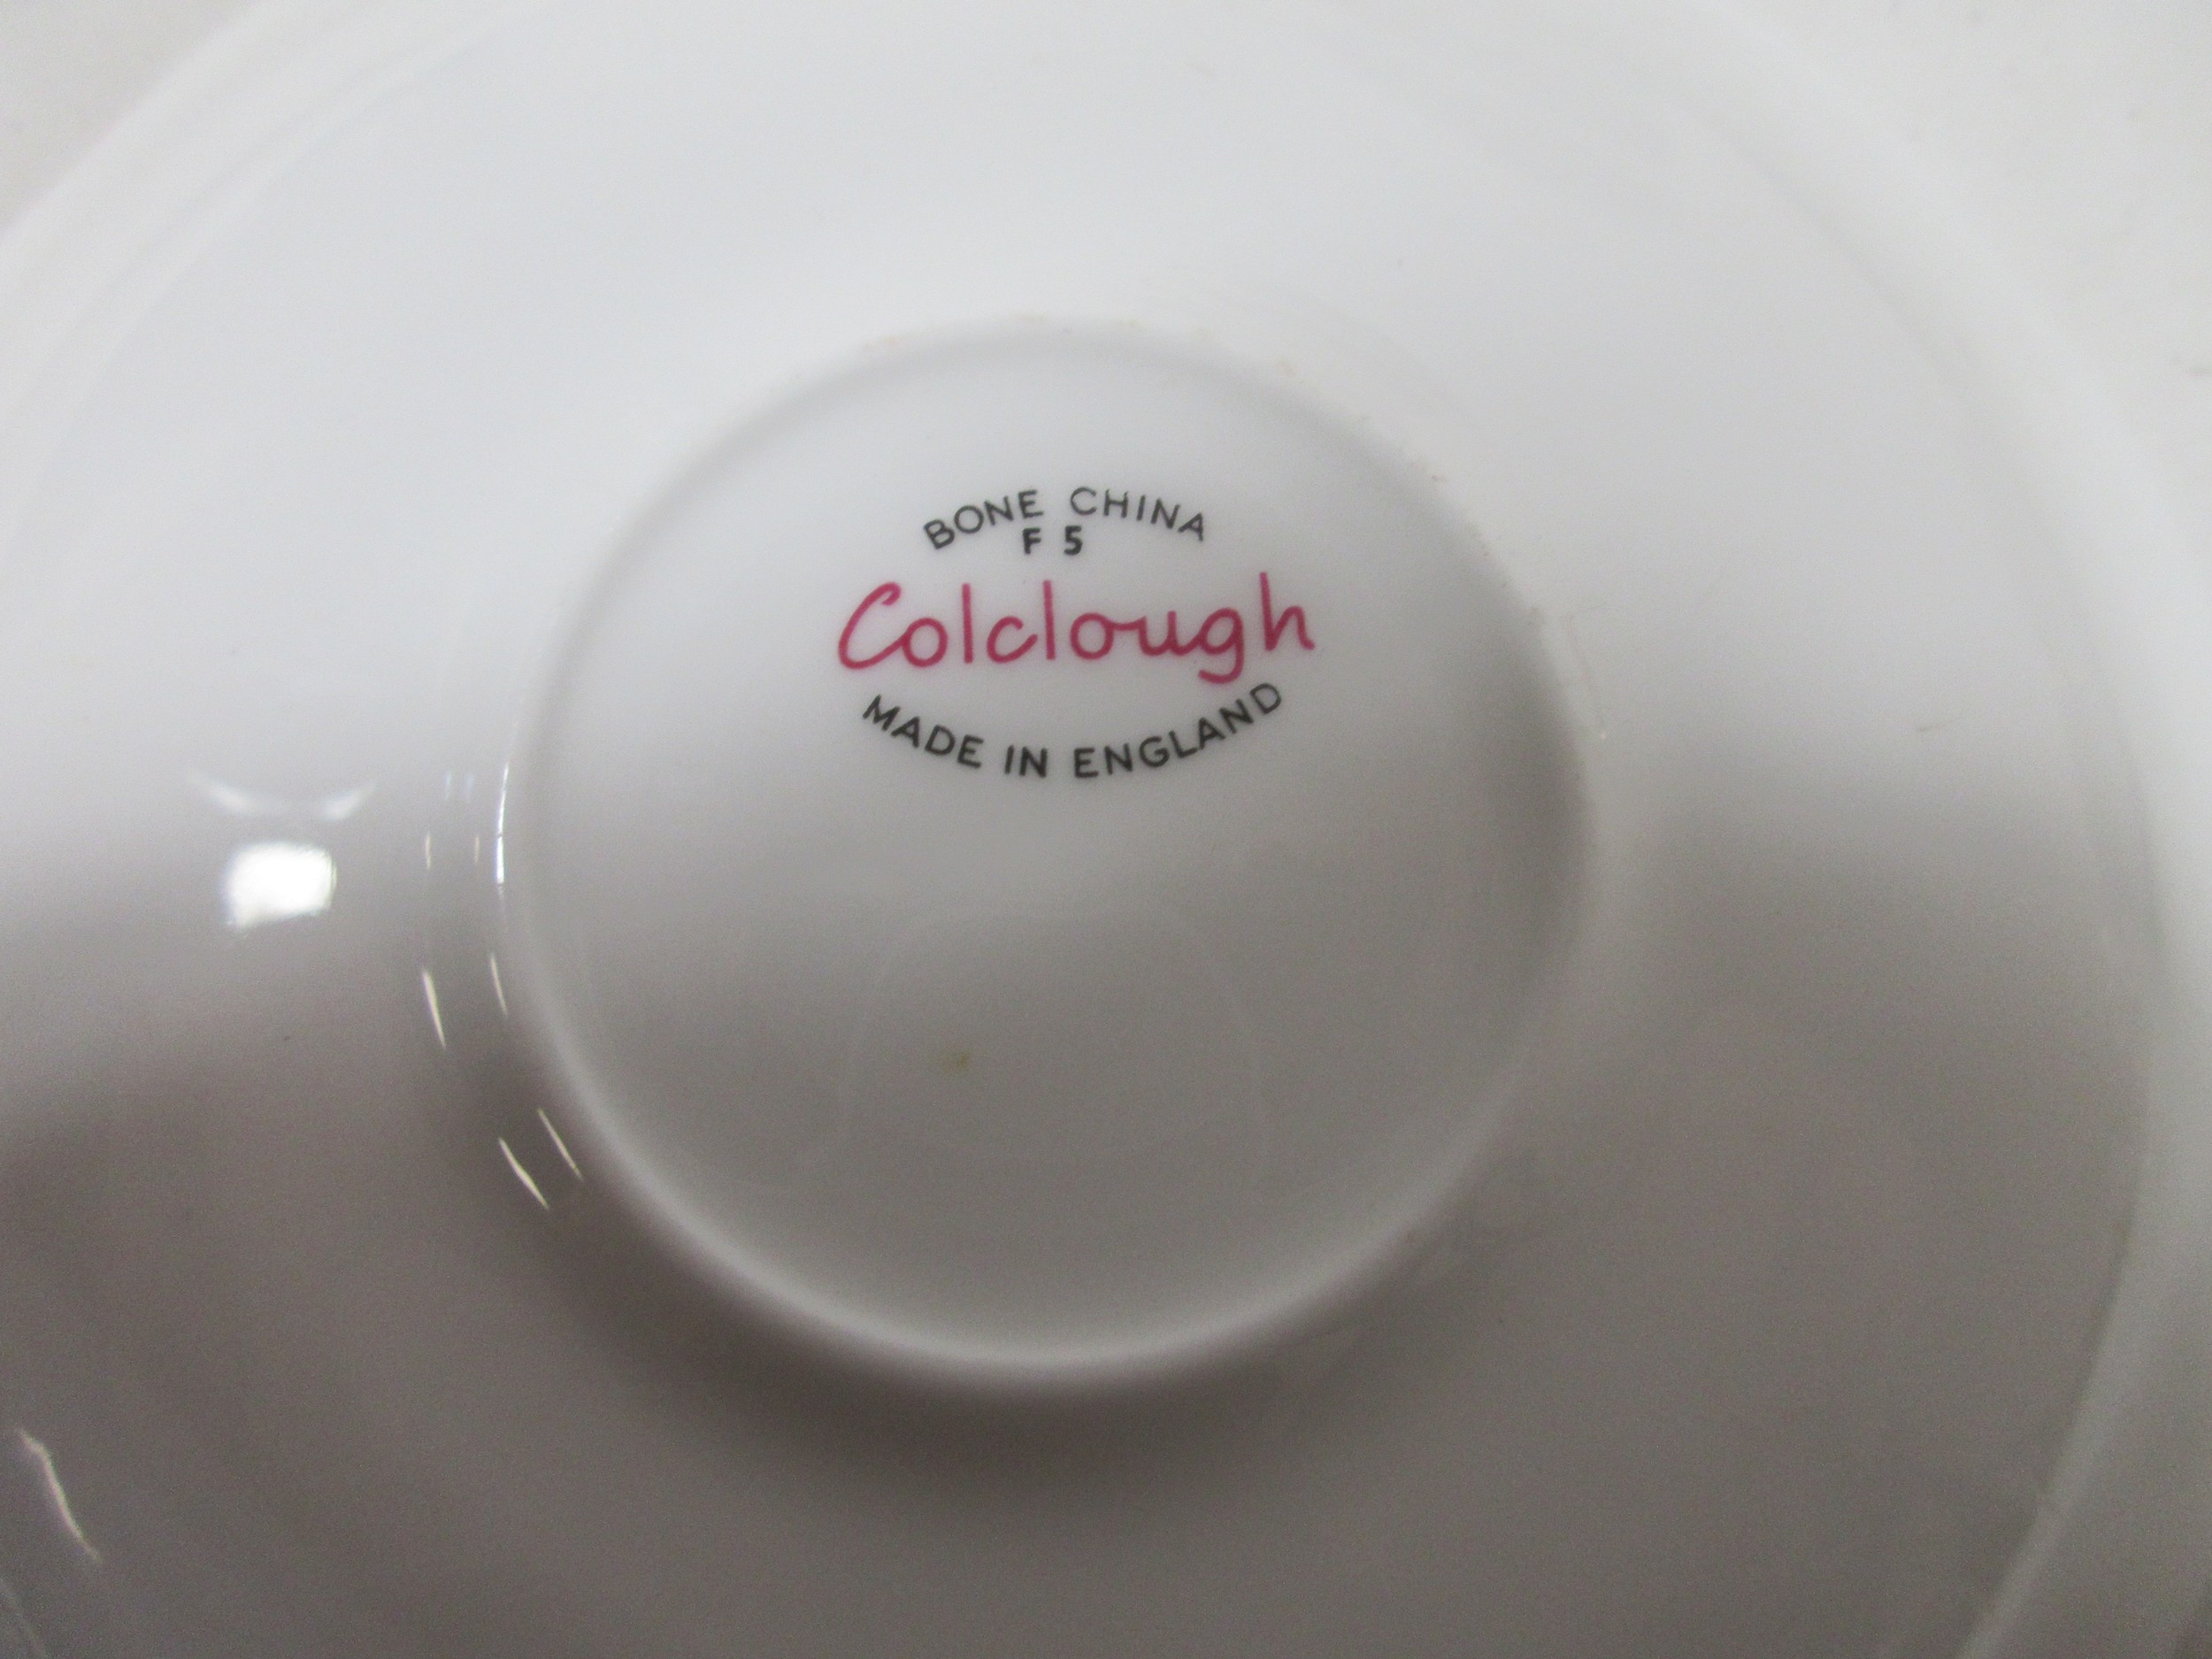 BONE CHINA
F 5
Colclough
MADE IN ENGLAND